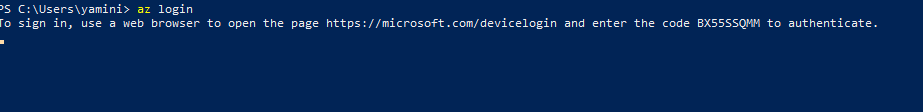 PS C:\Users\yamini> az login
To sign in, use a web browser to open the page https://microsoft.com/devicelogin and enter the code BX55SSQMM to authenticate.